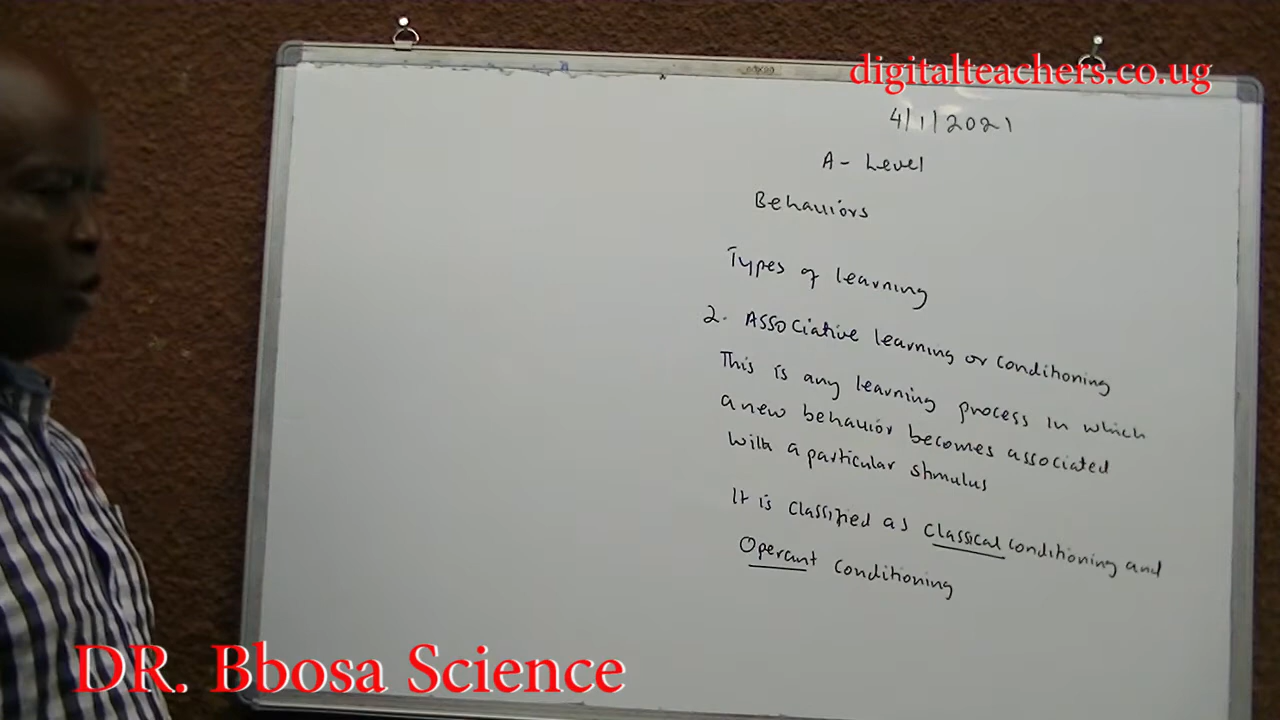 digitalteachers.co.ug
4/1/2021
A- Level
Behaviors
Types of learning
2. Associative learning or conditioning
This is any learning process in which
a new behavior becomes associated
with a particular stmulus
It is classified as classical conditioning and
Operant conditioning
DR. Bbosa Science